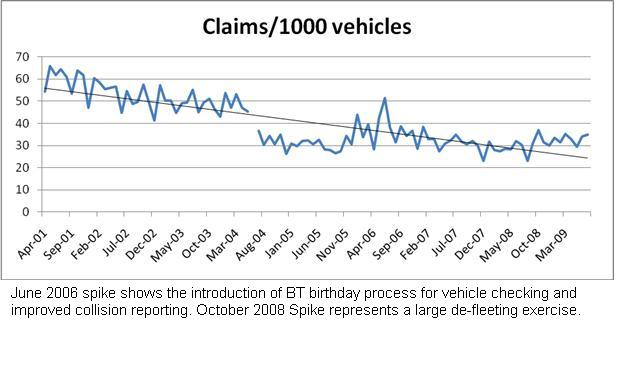 Claims/1000 vehicles
70
60
50
40
30
20
10
0
Apr-01
Sep-01
Feb-02
Jul-02
Dec-02
May-03
Oct-03
Mar-04
Aug-04
Jan-05
Jun-05
Nov-05
Apr-06
Sep-06
Feb-07
Jul-07
Dec-07
May-08
Oct-08
Mar-09
June 2006 spike shows the introduction of BT birthday process for vehicle checking and
improved collision reporting. October 2008 Spike represents a large de-fleeting exercise.